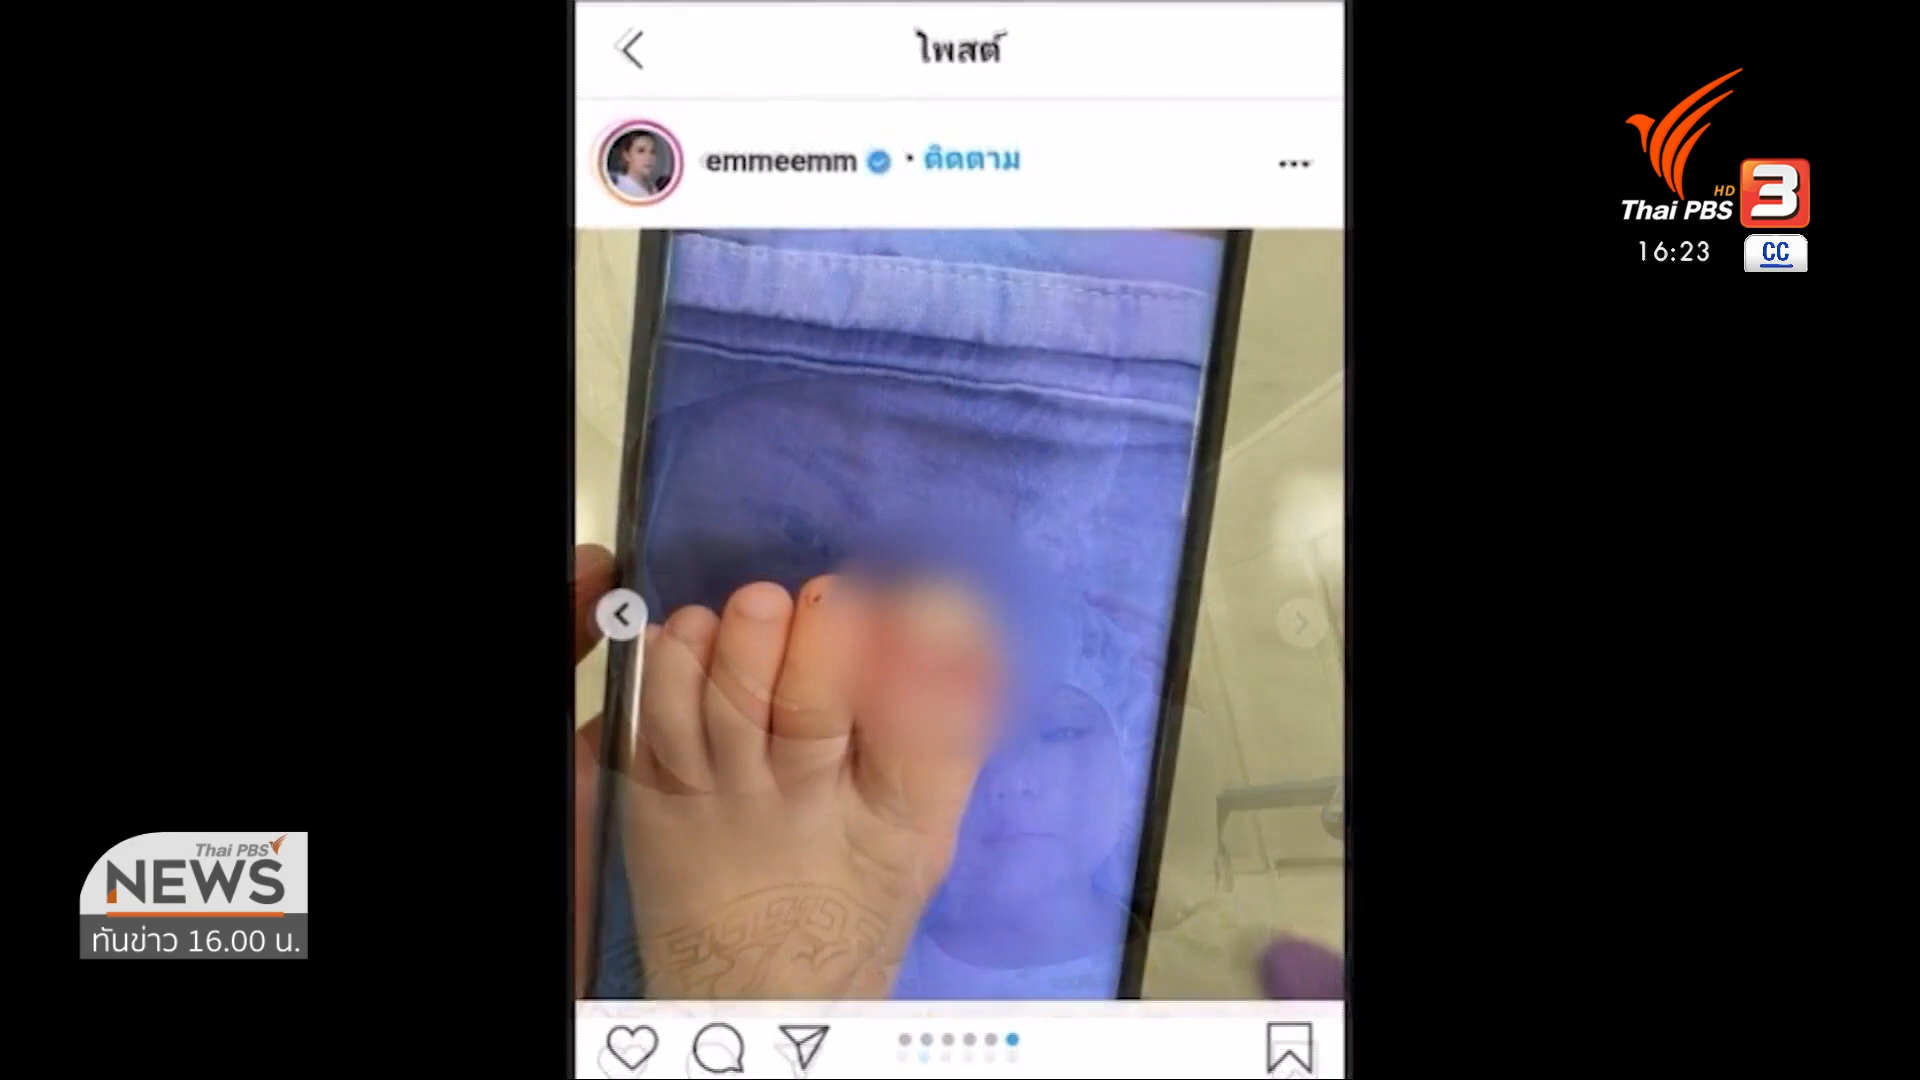 โพสต์
emmeemm • ติดตาม
Thai PBS HD 3
16:23 CC
Thai PBS
NEWS
ทันข่าว 16.00 น.